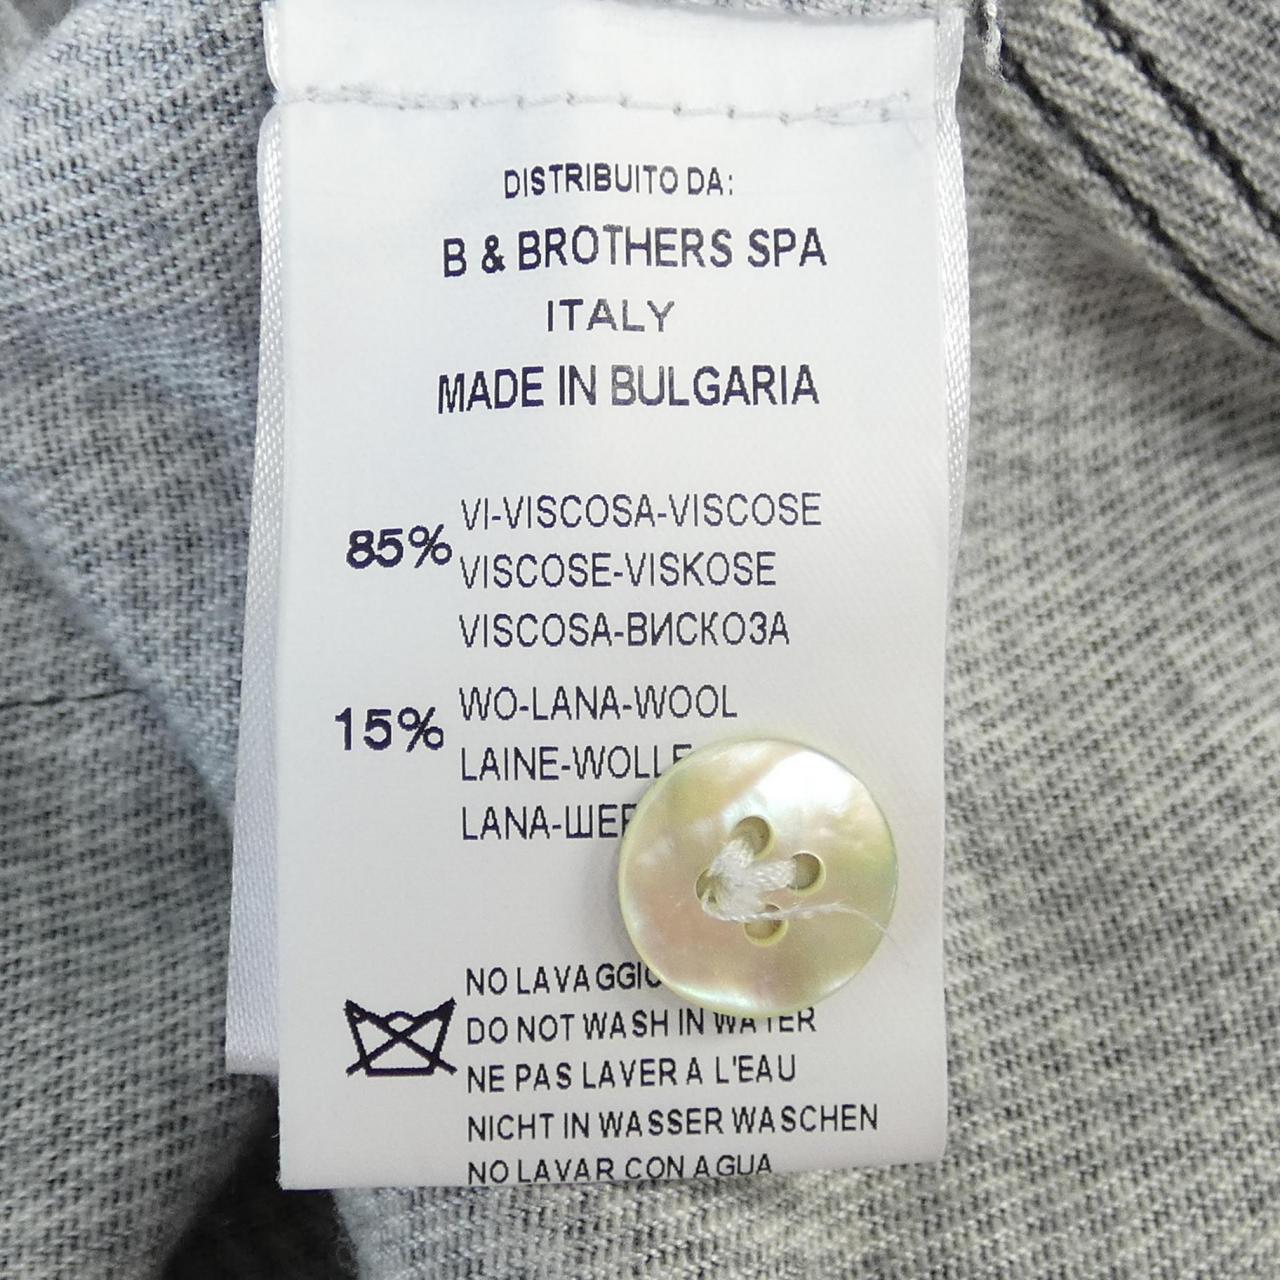 DISTRIBUITO DA:
B & BROTHERS SPA
ITALY
MADE IN BULGARIA
85% VI-VISCOSA-VISCOSE
VISCOSE-VISKOSE
VISCOSA-ВИСКОЗА
15% WO-LANA-WOOL
LAINE-WOLLE
LANA-
NO LAVAGGIO
DO NOT WASH IN WATER
NE PAS LAVER A L'EAU
NICHT IN WASSER WASCHEN
NO LAVAR CON AGUA